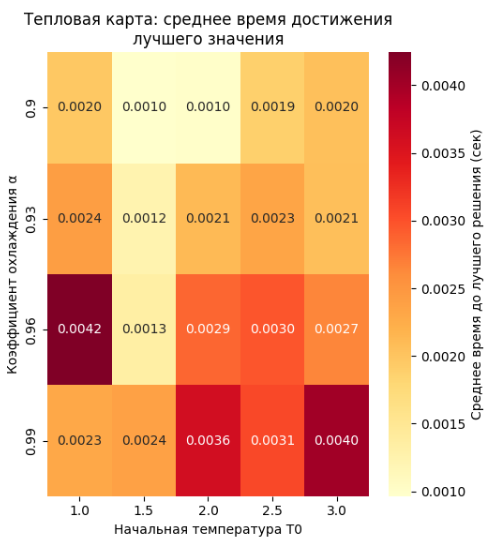 Тепловая карта: среднее время достижения
лучшего значения
Коэффициент охлаждения α
0.9
0.0020 0.0010 0.0010 0.0019 0.0020
0.93
0.0024 0.0012 0.0021 0.0023 0.0021
0.96
0.0042 0.0013 0.0029 0.0030 0.0027
0.99
0.0023 0.0024 0.0036 0.0031 0.0040
1.0 1.5 2.0 2.5 3.0
Начальная температура T0
0.0040
0.0035
0.0030
0.0025
0.0020
0.0015
0.0010
Среднее время до лучшего решения (сек)